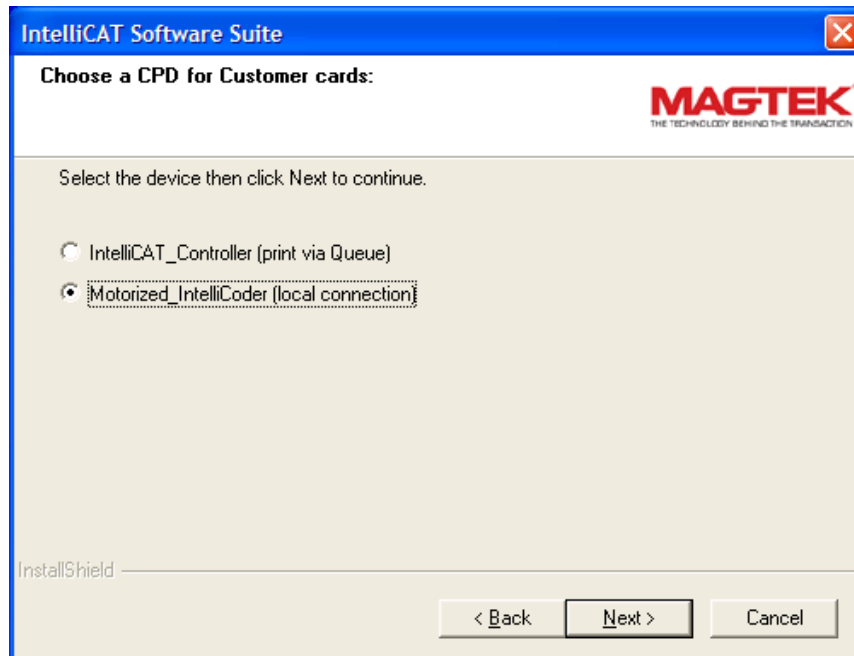 IntelliCAT Software Suite
Choose a CPD for Customer cards:
MAGTEK
THE TECHNOLOGY BEHIND THE TRANSACTION
Select the device then click Next to continue.
IntelliCAT_Controller (print via Queue)
Motorized_IntelliCoder (local connection)
InstallShield
< Back
Next >
Cancel